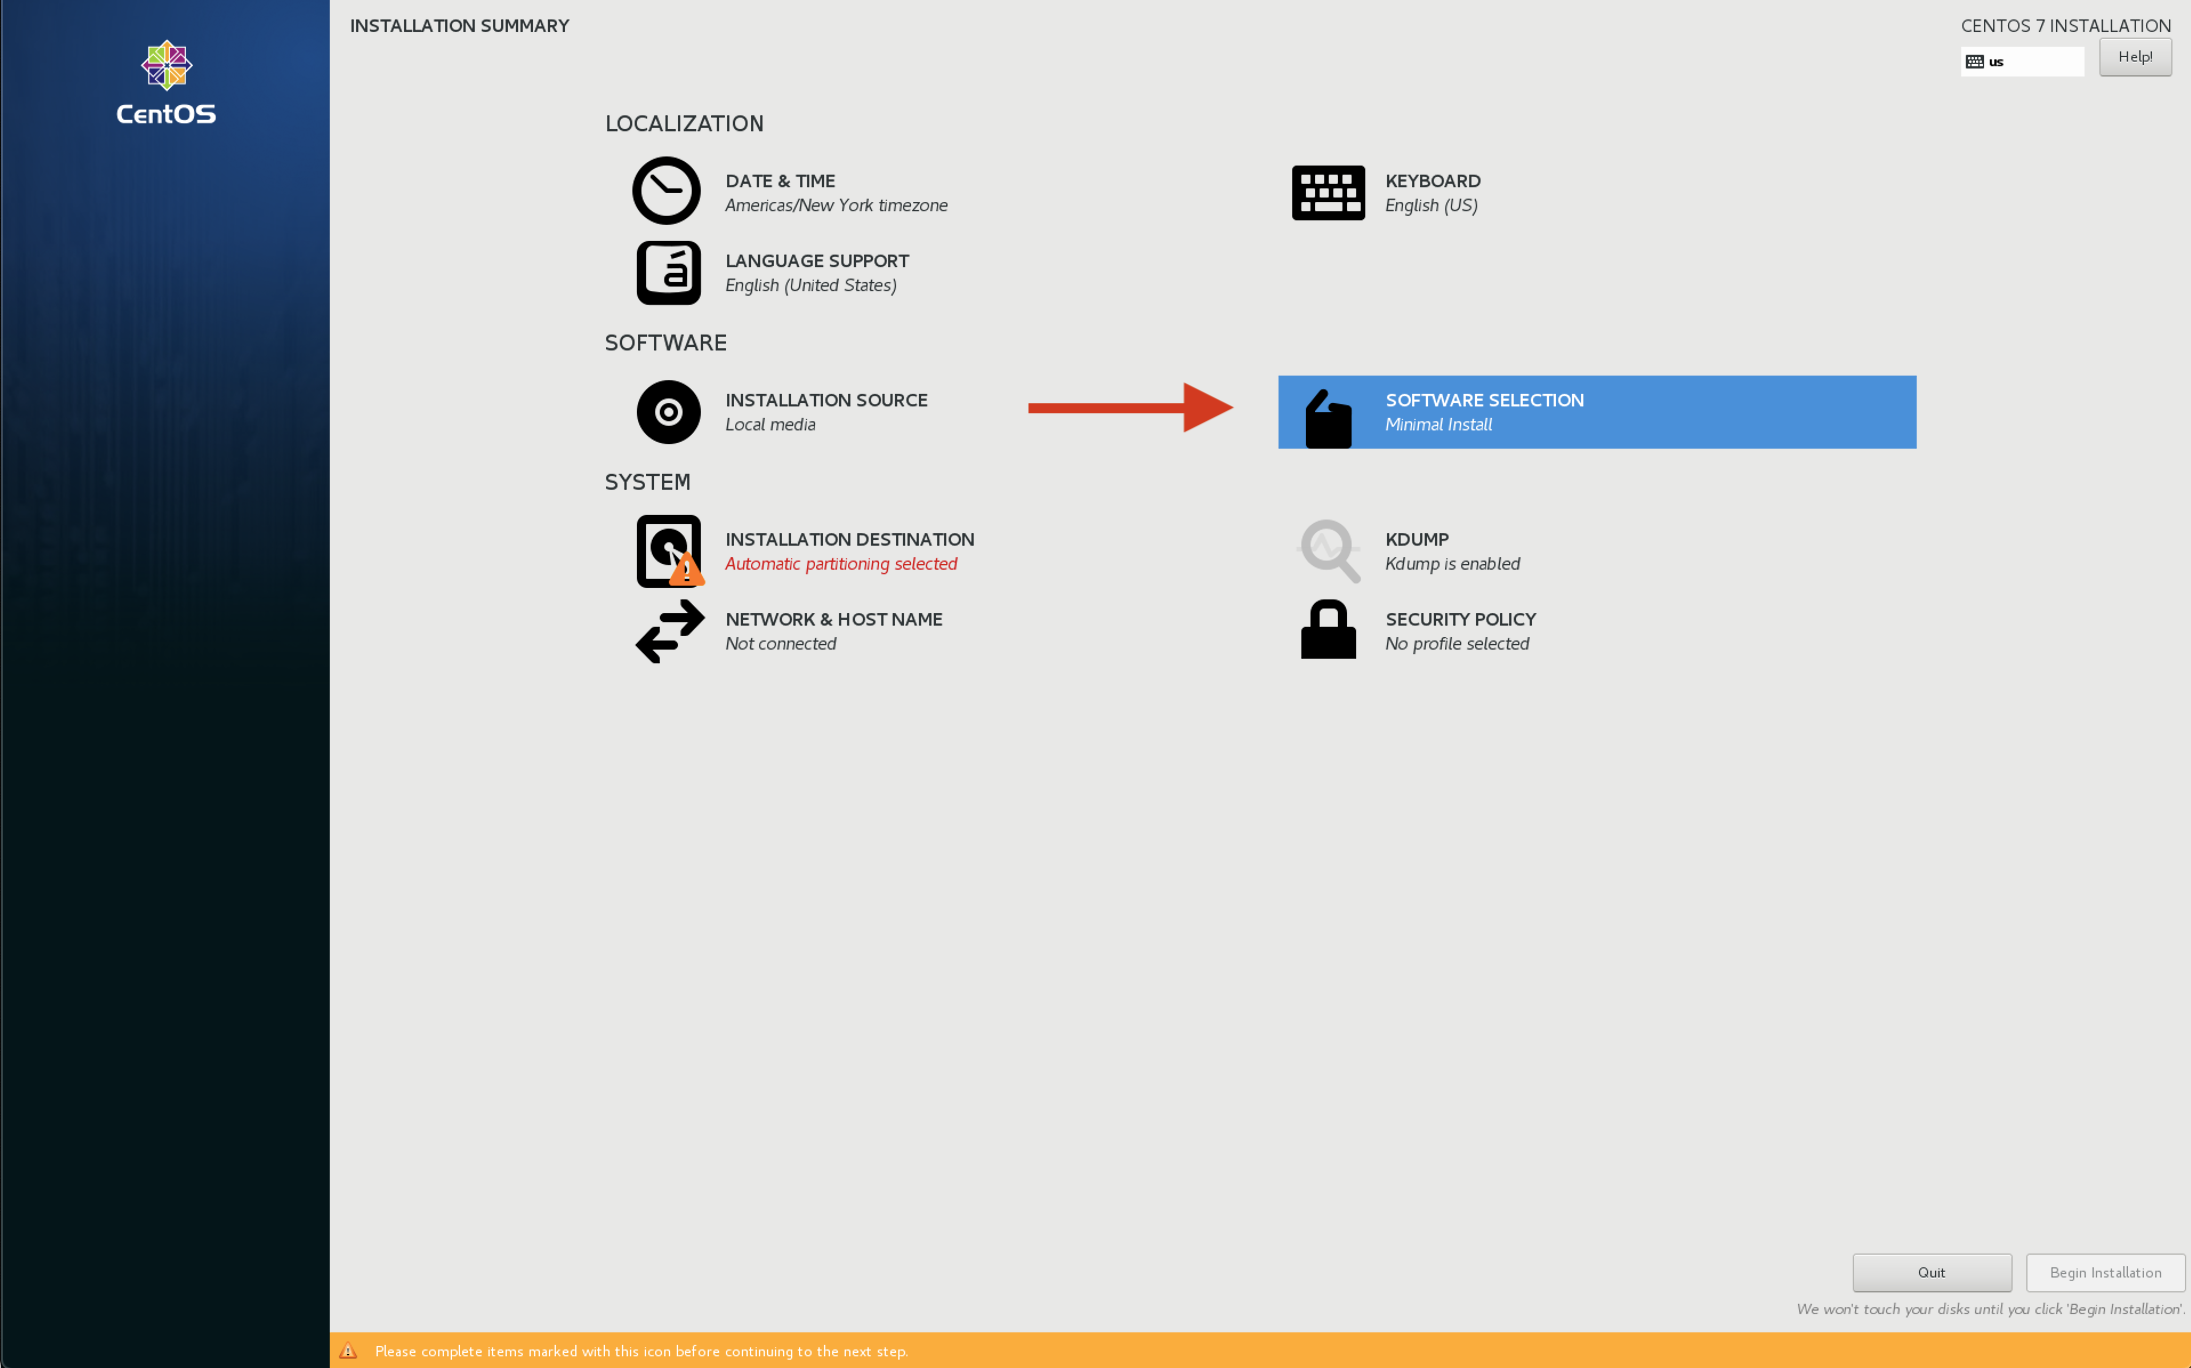 CentOS
INSTALLATION SUMMARY
CENTOS 7 INSTALLATION
us
Help!
LOCALIZATION
DATE & TIME
Americas/New York timezone
KEYBOARD
English (US)
LANGUAGE SUPPORT
English (United States)
SOFTWARE
INSTALLATION SOURCE
Local media
SOFTWARE SELECTION
Minimal Install
SYSTEM
INSTALLATION DESTINATION
Automatic partitioning selected
KDUMP
Kdump is enabled
NETWORK & HOST NAME
Not connected
SECURITY POLICY
No profile selected
Quit
Begin Installation
We won't touch your disks until you click 'Begin Installation'.
Please complete items marked with this icon before continuing to the next step.